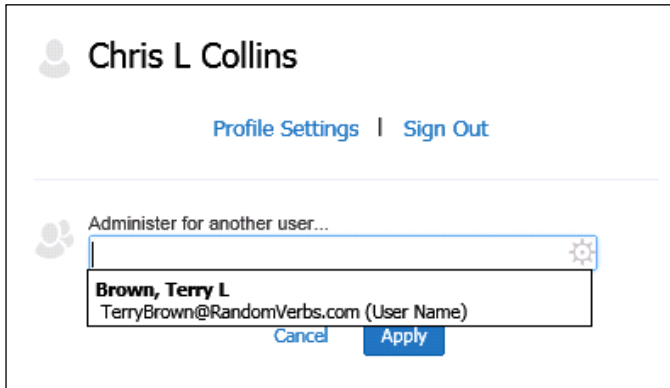 Chris L Collins
Profile Settings | Sign Out
Administer for another user...
Brown, Terry L
TerryBrown@RandomVerbs.com (User Name)
Cancel Apply